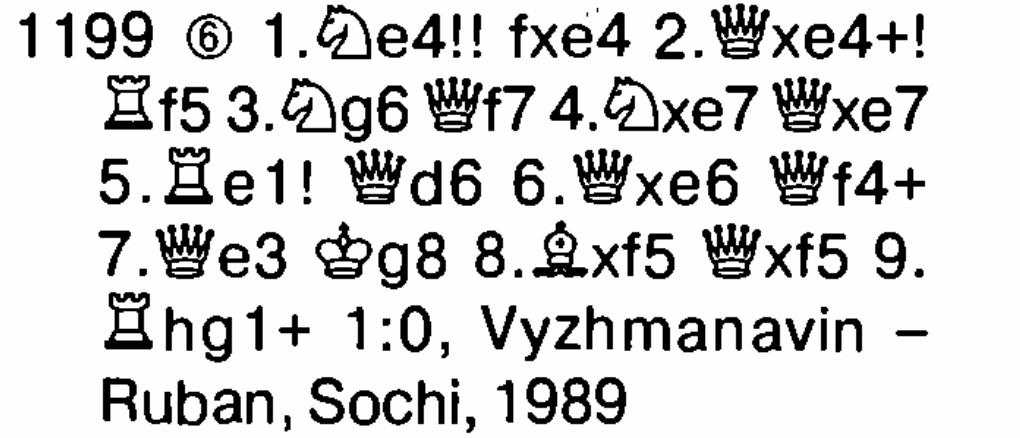 1199 ⑥ 1.♘e4!! fxe4 2.♕xe4+!
♖f5 3.♘g6 ♕f7 4.♘xe7 ♕xe7
5.♖e1! ♕d6 6.♕xe6 ♕f4+
7.♕e3 ♔g8 8.♗xf5 ♕xf5 9.
♖hg1+ 1:0, Vyzhmanavin –
Ruban, Sochi, 1989